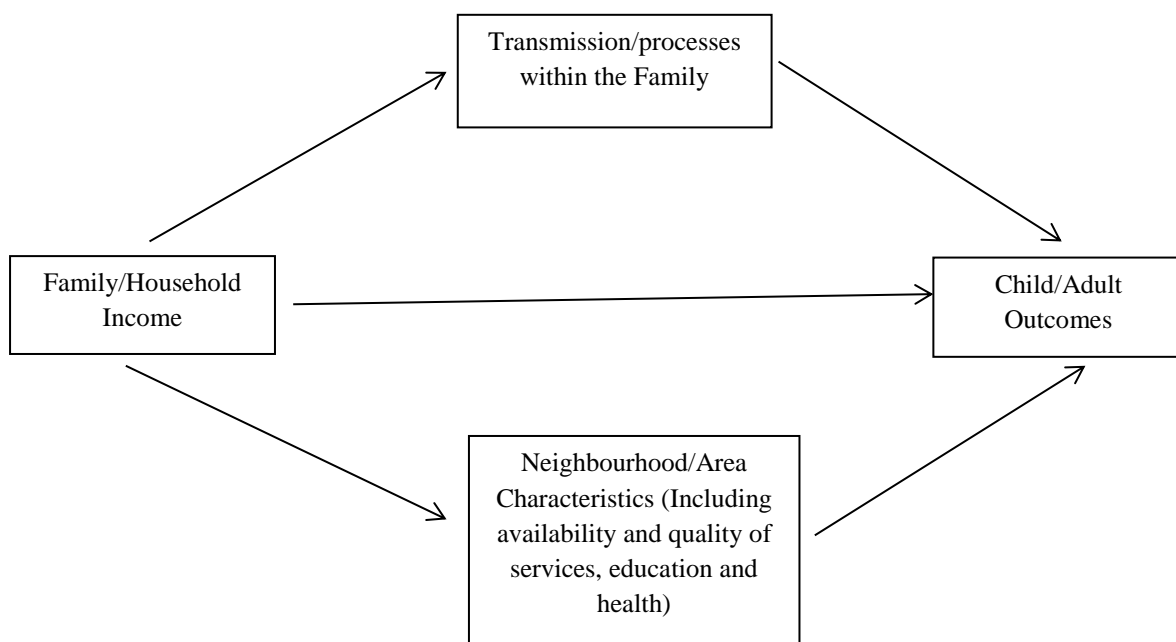 Transmission/processes
within the Family
Family/Household
Income
Child/Adult
Outcomes
Neighbourhood/Area
Characteristics (Including
availability and quality of
services, education and
health)